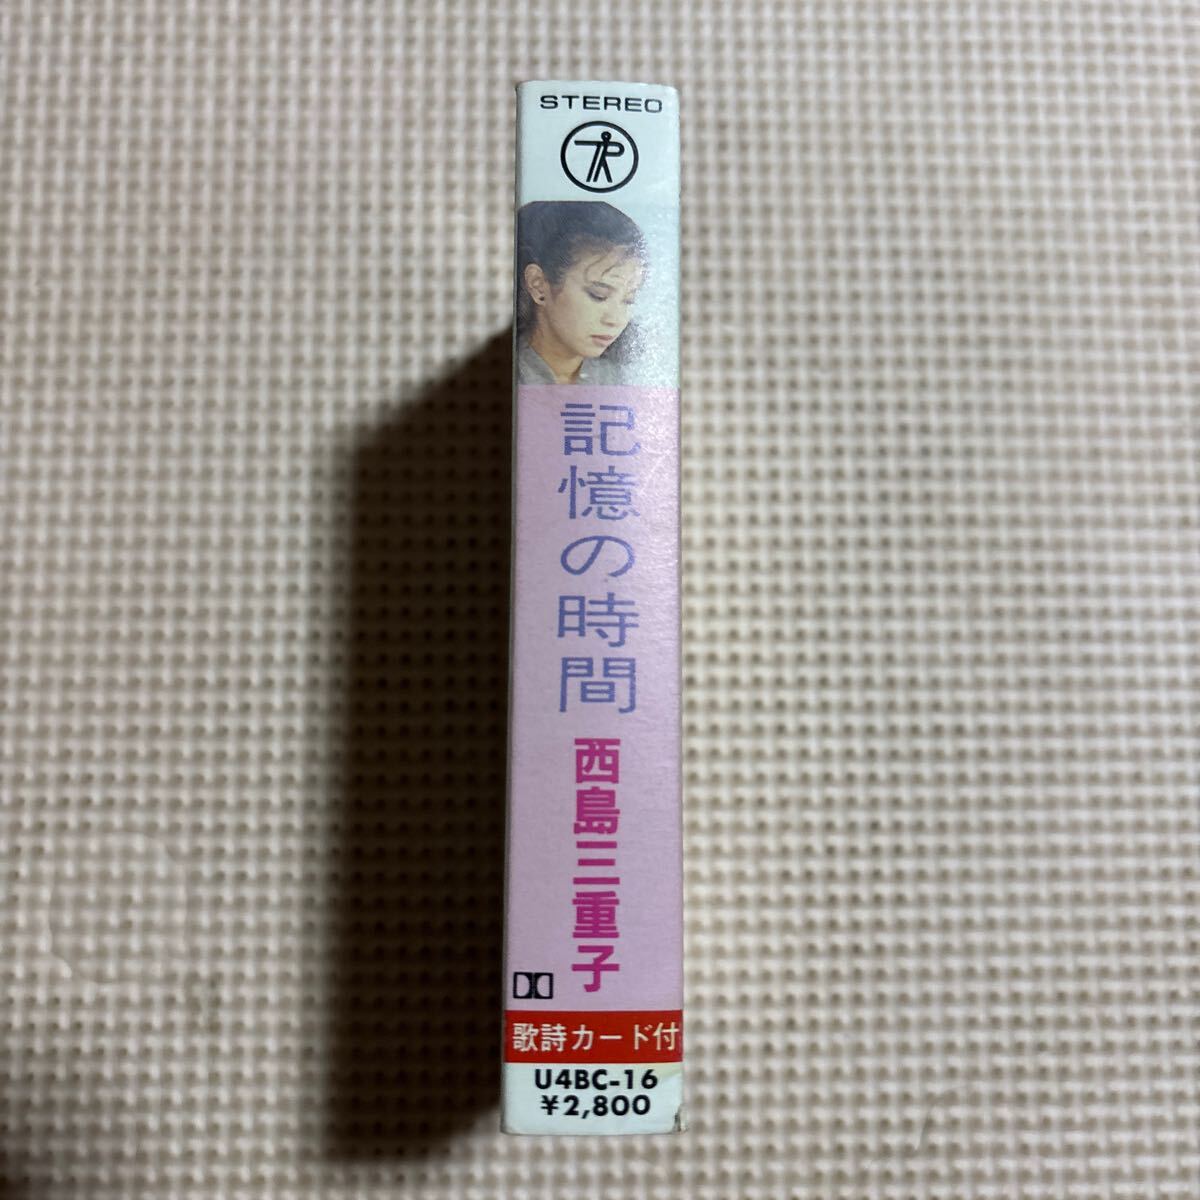 STEREO
記憶の時間
西島三重子
歌詩カード付
U4BC-16
¥2,800